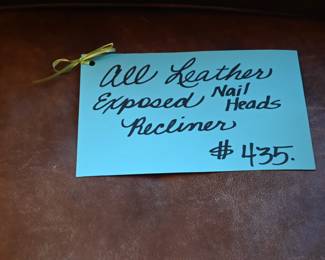 All Leather
Exposed Nail Heads
Recliner
$ 435.